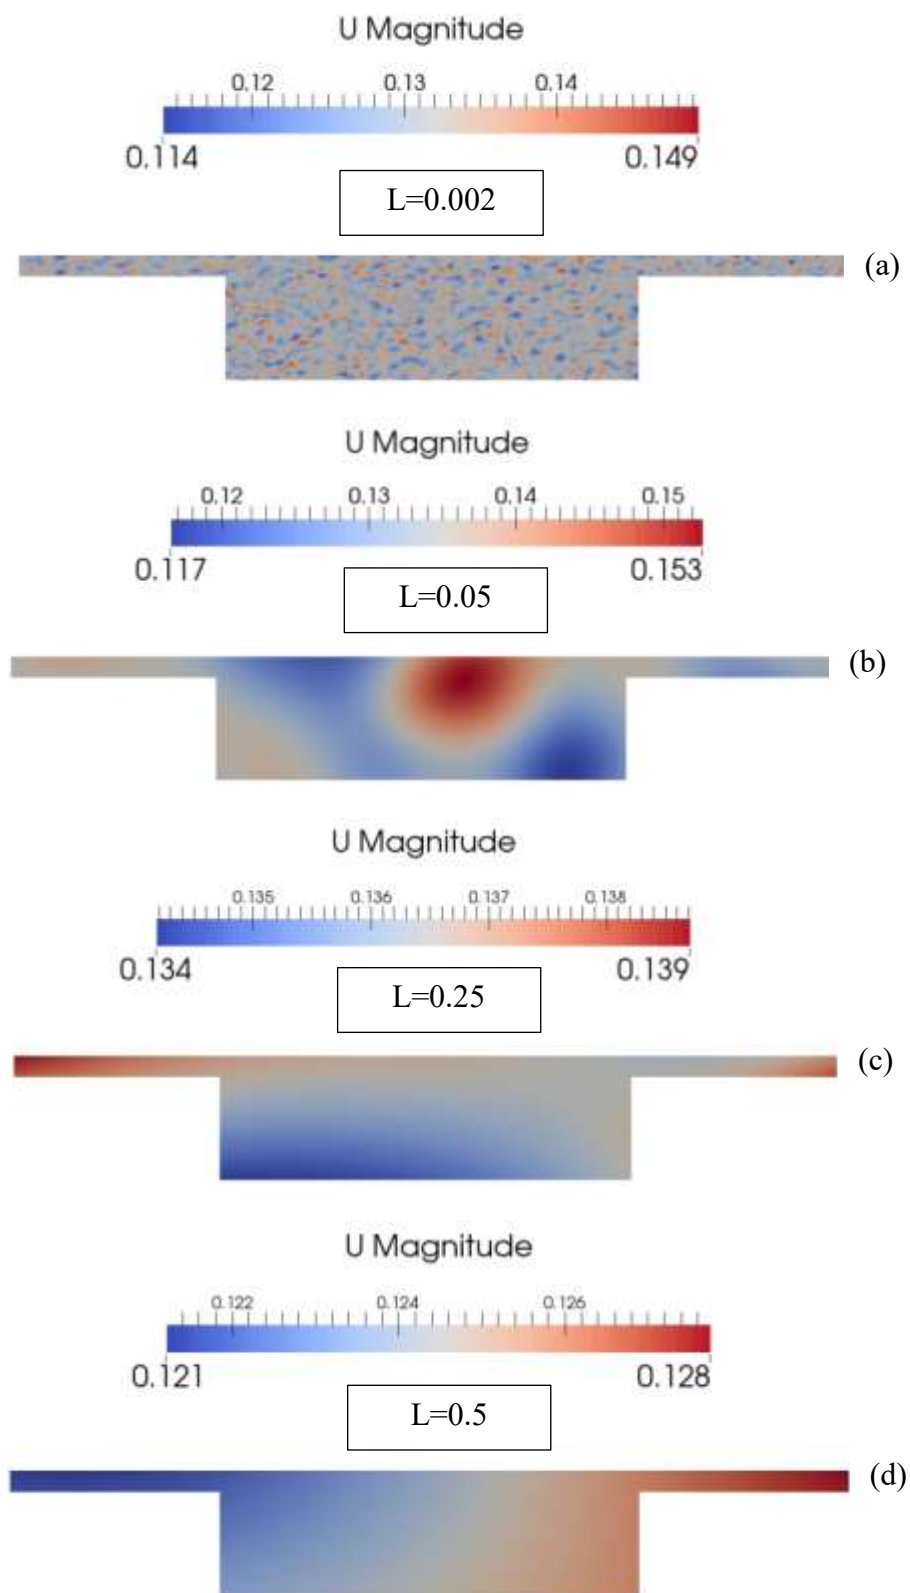 U Magnitude
0.12 0.13 0.14
0.114 0.149
L=0.002
(a)
U Magnitude
0.12 0.13 0.14 0.15
0.117 0.153
L=0.05
(b)
U Magnitude
0.135 0.136 0.137 0.138
0.134 0.139
L=0.25
(c)
U Magnitude
0.122 0.124 0.126
0.121 0.128
L=0.5
(d)